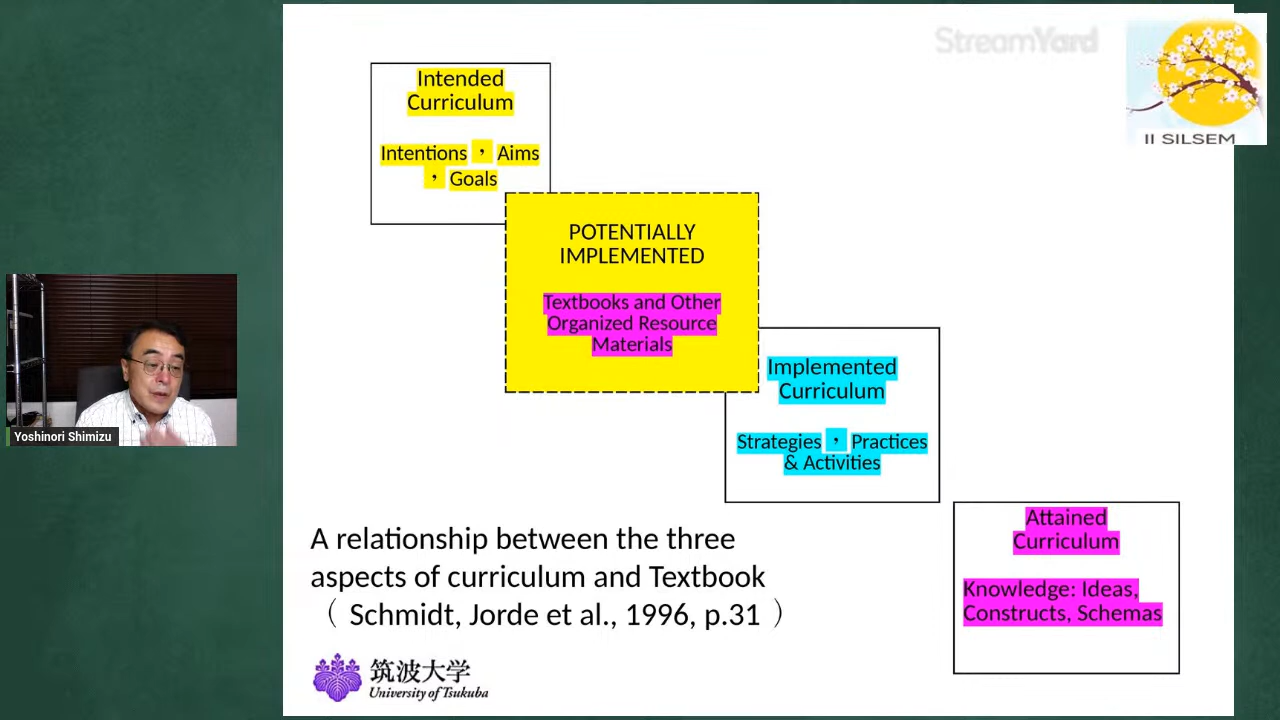 StreamYard
II SILSEM
Intended
Curriculum
Intentions , Aims
, Goals
POTENTIALLY
IMPLEMENTED
Textbooks and Other
Organized Resource
Materials
Implemented
Curriculum
Strategies , Practices
& Activities
Attained
Curriculum
Knowledge: Ideas,
Constructs, Schemas
Yoshinori Shimizu
A relationship between the three
aspects of curriculum and Textbook
（ Schmidt, Jorde et al., 1996, p.31 ）
筑波大学
University of Tsukuba